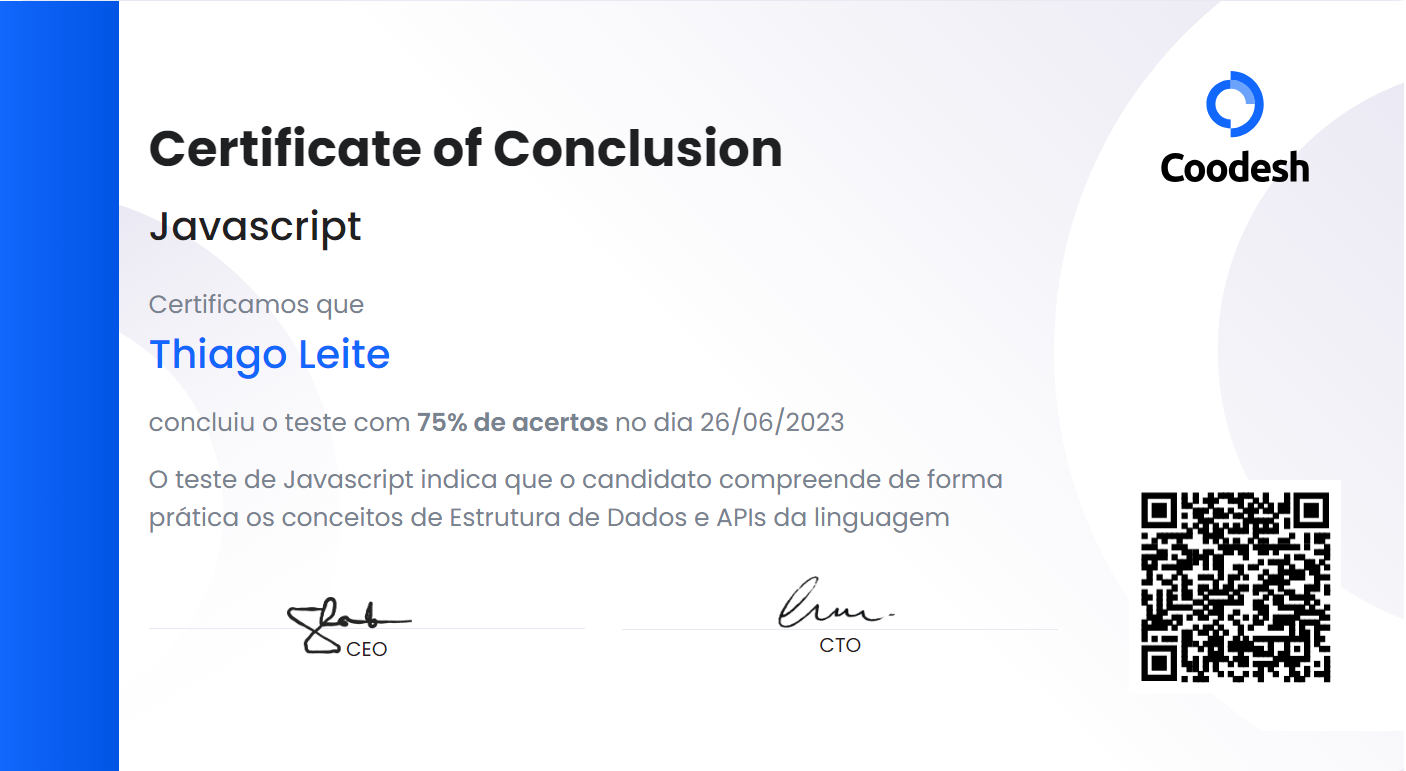 Certificate of Conclusion
Coodesh
Javascript
Certificamos que
Thiago Leite
concluiu o teste com 75% de acertos no dia 26/06/2023
O teste de Javascript indica que o candidato compreende de forma
prática os conceitos de Estrutura de Dados e APIs da linguagem
CEO
CTO